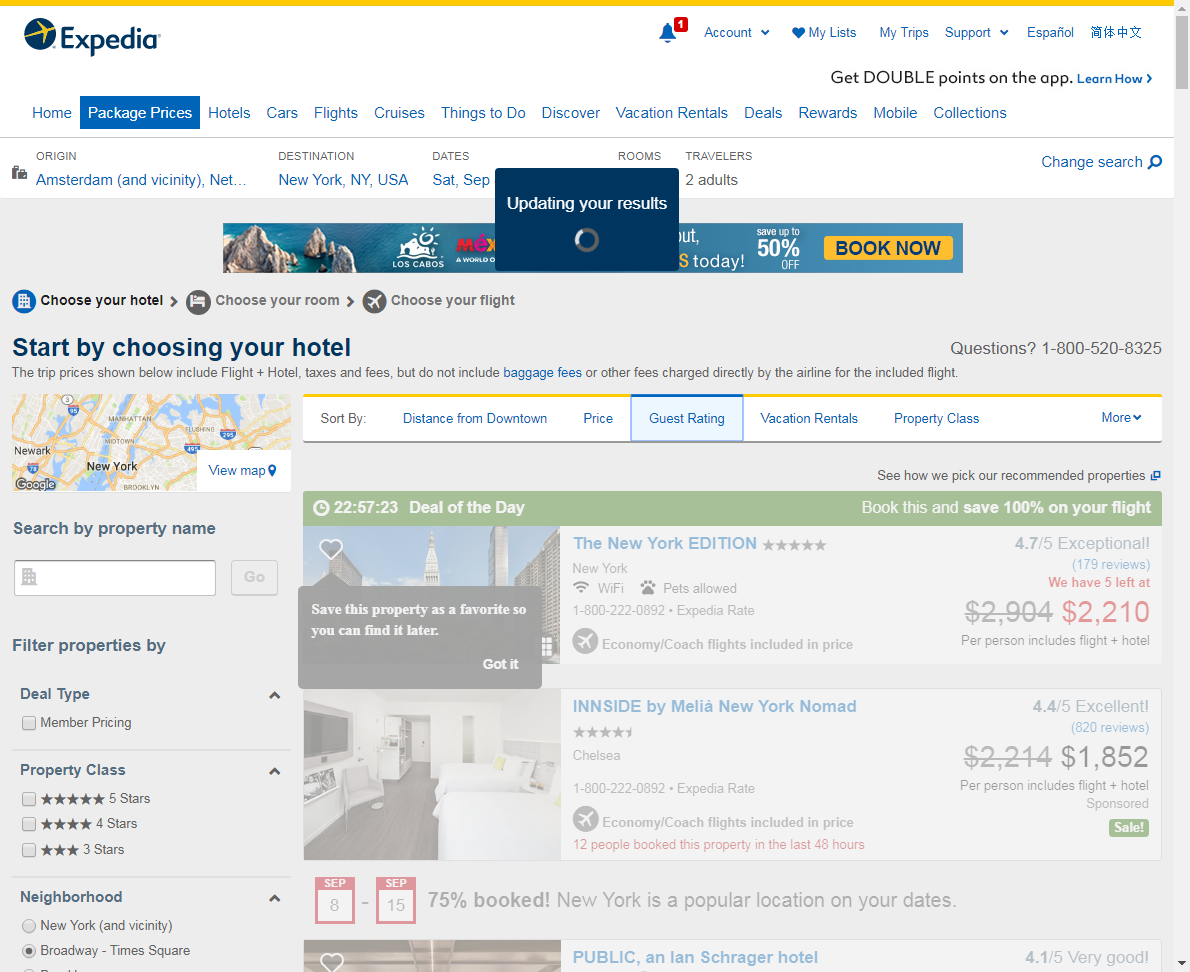 Expedia
1
Account
My Lists
My Trips
Support
Español
简体中文
Get DOUBLE points on the app. Learn How
Home
Package Prices
Hotels
Cars
Flights
Cruises
Things to Do
Discover
Vacation Rentals
Deals
Rewards
Mobile
Collections
ORIGIN
Amsterdam (and vicinity), Net...
DESTINATION
New York, NY, USA
DATES
Sat, Sep
ROOMS
TRAVELERS
2 adults
Change search
Updating your results
LOS CABOS
save up to
50%
OFF
today!
BOOK NOW
Choose your hotel
Choose your room
Choose your flight
Start by choosing your hotel
Questions? 1-800-520-8325
The trip prices shown below include Flight + Hotel, taxes and fees, but do not include baggage fees or other fees charged directly by the airline for the included flight.
MANHATTAN
MIDTOWN
FLUSHING
Newark
New York
BROOKLYN
3
95
295
495
78
Google
View map
Sort By:
Distance from Downtown
Price
Guest Rating
Vacation Rentals
Property Class
More
See how we pick our recommended properties
Search by property name
Go
Filter properties by
Deal Type
Member Pricing
Property Class
5 Stars
4 Stars
3 Stars
Neighborhood
New York (and vicinity)
Broadway - Times Square
22:57:23 Deal of the Day
Book this and save 100% on your flight
The New York EDITION
New York
WiFi
Pets allowed
1-800-222-0892 • Expedia Rate
Economy/Coach flights included in price
4.7/5 Exceptional!
(179 reviews)
We have 5 left at
$2,904 $2,210
Per person includes flight + hotel
Save this property as a favorite so
you can find it later.
Got it
INNSIDE by Meliá New York Nomad
Chelsea
1-800-222-0892 • Expedia Rate
Economy/Coach flights included in price
12 people booked this property in the last 48 hours
4.4/5 Excellent!
(820 reviews)
$2,214 $1,852
Per person includes flight + hotel
Sponsored
Sale!
SEP
8
-
SEP
15
75% booked! New York is a popular location on your dates.
PUBLIC, an Ian Schrager hotel
4.1/5 Very good!